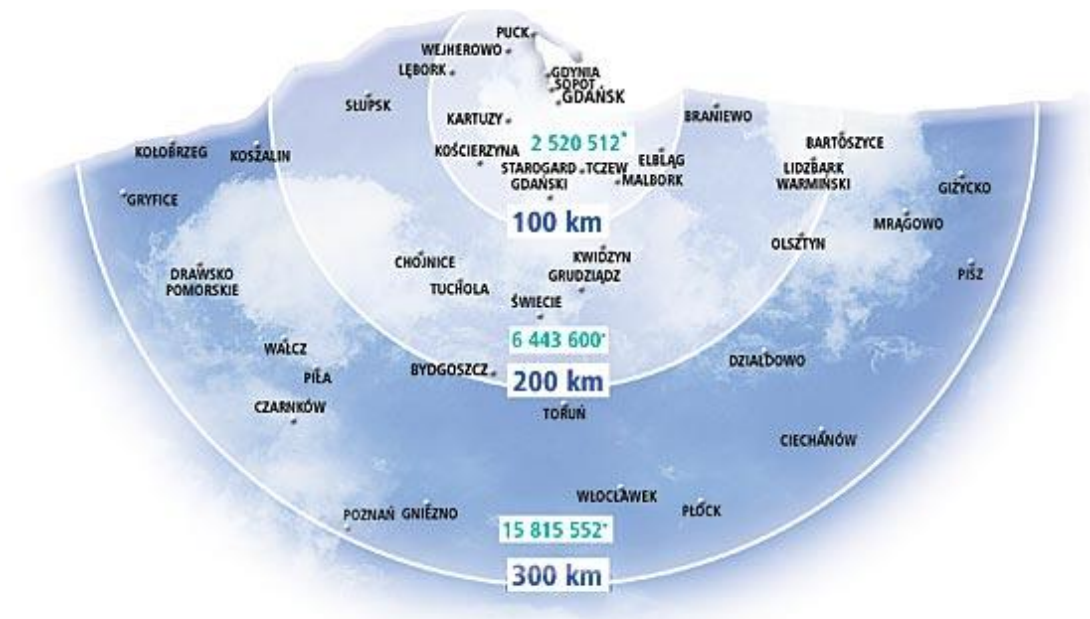 PUCK
WEJHEROWO
LĘBORK
GDYNIA
SOPOT
GDAŃSK
SŁUPSK
BRANIEWO
KARTUZY
2 520 512*
BARTOSZYCE
KOŁOBRZEG
KOSZALIN
KOŚCIERZYNA
ELBLĄG
STAROGARD
GDAŃSKI
TCZEW
MALBORK
LIDZBARK
WARMIŃSKI
GIŻYCKO
GRYFICE
100 km
MRĄGOWO
OLSZTYN
CHOJNICE
KWIDZYN
GRUDZIĄDZ
DRAWSKO
POMORSKIE
PISZ
TUCHOLA
ŚWIECIE
6 443 600*
WAŁCZ
DZIAŁDOWO
BYDGOSZCZ
PIŁA
200 km
CZARNKÓW
TORUŃ
CIECHANÓW
WŁOCŁAWEK
PŁOCK
POZNAŃ
GNIEZNO
15 815 552*
300 km